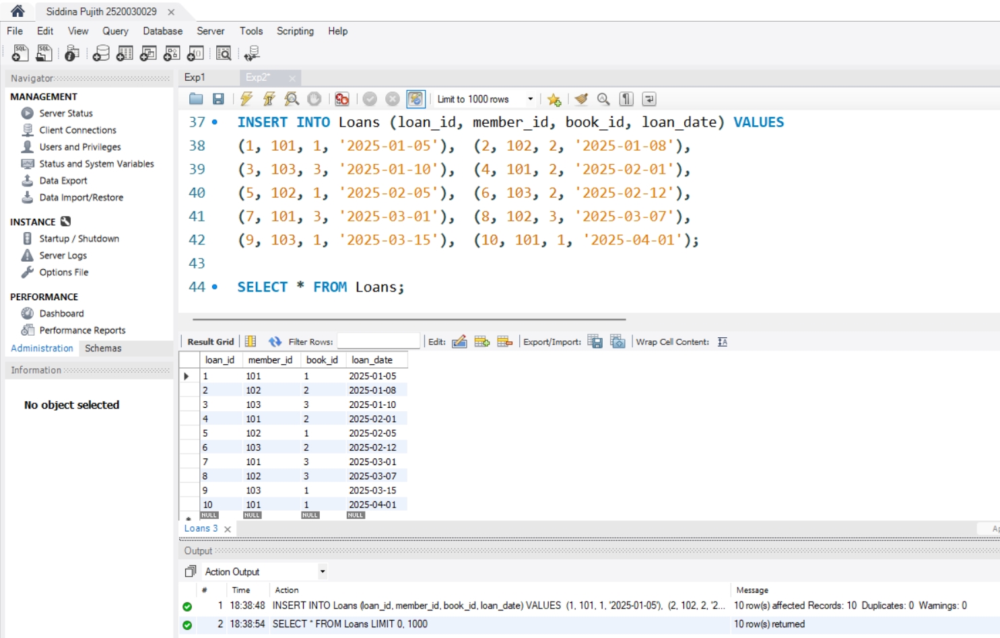 Siddina Pujith 2520030029
File Edit View Query Database Server Tools Scripting Help
SQL SQL
Navigator
MANAGEMENT
Server Status
Client Connections
Users and Privileges
Status and System Variables
Data Export
Data Import/Restore
INSTANCE
Startup / Shutdown
Server Logs
Options File
PERFORMANCE
Dashboard
Performance Reports
Administration Schemas
Information
No object selected
Exp1 Exp2*
Limit to 1000 rows
37 INSERT INTO Loans (loan_id, member_id, book_id, loan_date) VALUES
38 (1, 101, 1, '2025-01-05'), (2, 102, 2, '2025-01-08'),
39 (3, 103, 3, '2025-01-10'), (4, 101, 2, '2025-02-01'),
40 (5, 102, 1, '2025-02-05'), (6, 103, 2, '2025-02-12'),
41 (7, 101, 3, '2025-03-01'), (8, 102, 3, '2025-03-07'),
42 (9, 103, 1, '2025-03-15'), (10, 101, 1, '2025-04-01');
43
44 SELECT * FROM Loans;
Result Grid Filter Rows: Edit: Export/Import: Wrap Cell Content:
loan_id member_id book_id loan_date
1 101 1 2025-01-05
2 102 2 2025-01-08
3 103 3 2025-01-10
4 101 2 2025-02-01
5 102 1 2025-02-05
6 103 2 2025-02-12
7 101 3 2025-03-01
8 102 3 2025-03-07
9 103 1 2025-03-15
10 101 1 2025-04-01
NULL NULL NULL NULL
Loans 3
Ap
Output
Action Output
# Time Action Message
1 18:38:48 INSERT INTO Loans (loan_id, member_id, book_id, loan_date) VALUES (1, 101, 1, '2025-01-05'), (2, 102, 2, '2... 10 row(s) affected Records: 10 Duplicates: 0 Warnings: 0
2 18:38:54 SELECT * FROM Loans LIMIT 0, 1000 10 row(s) returned